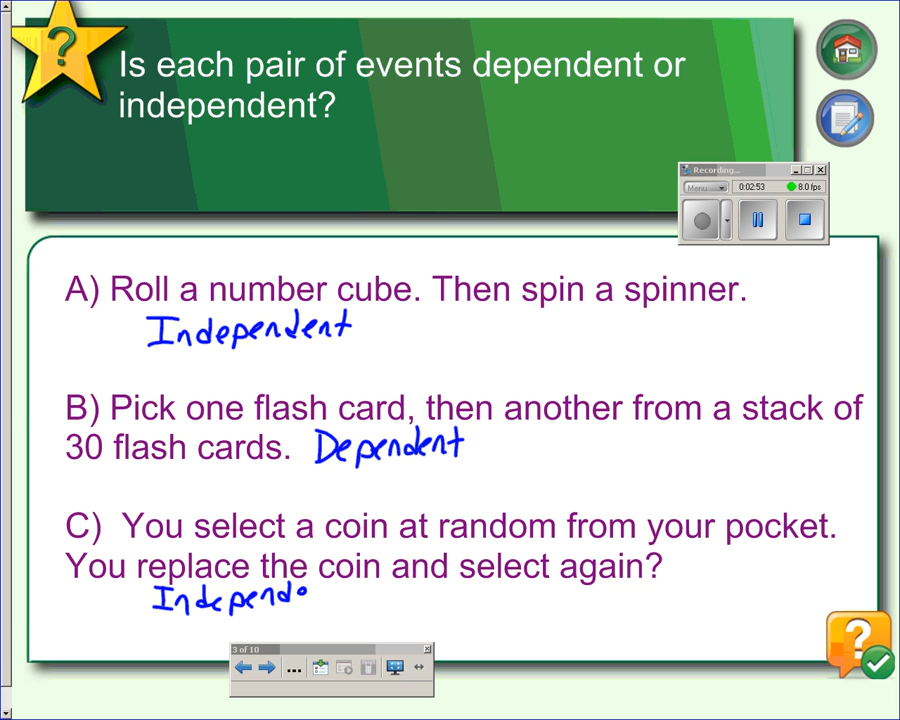 Is each pair of events dependent or
independent?
Recording...
Menu
0:02:53
8.0 fps
A) Roll a number cube. Then spin a spinner.
Independent
B) Pick one flash card, then another from a stack of
30 flash cards. Dependent
C) You select a coin at random from your pocket.
You replace the coin and select again?
Independe
3 of 10